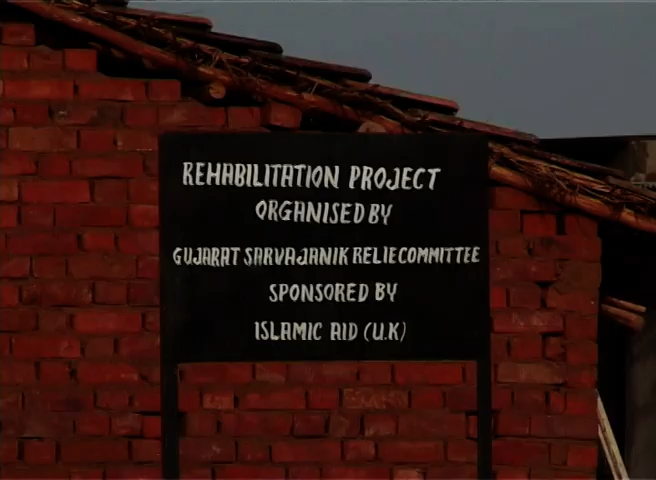 REHABILITATION PROJECT
ORGANISED BY
GUJARAT SARVAJANIK RELIECOMMITTEE
SPONSORED BY
ISLAMIC AID (U.K)